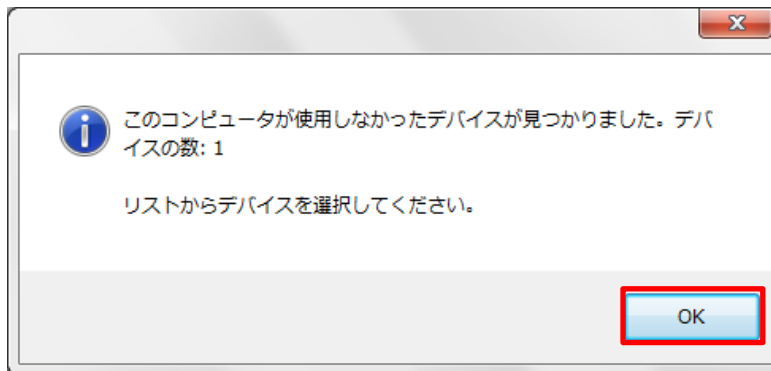 このコンピュータが使用しなかったデバイスが見つかりました。デバ
イスの数: 1
リストからデバイスを選択してください。
OK